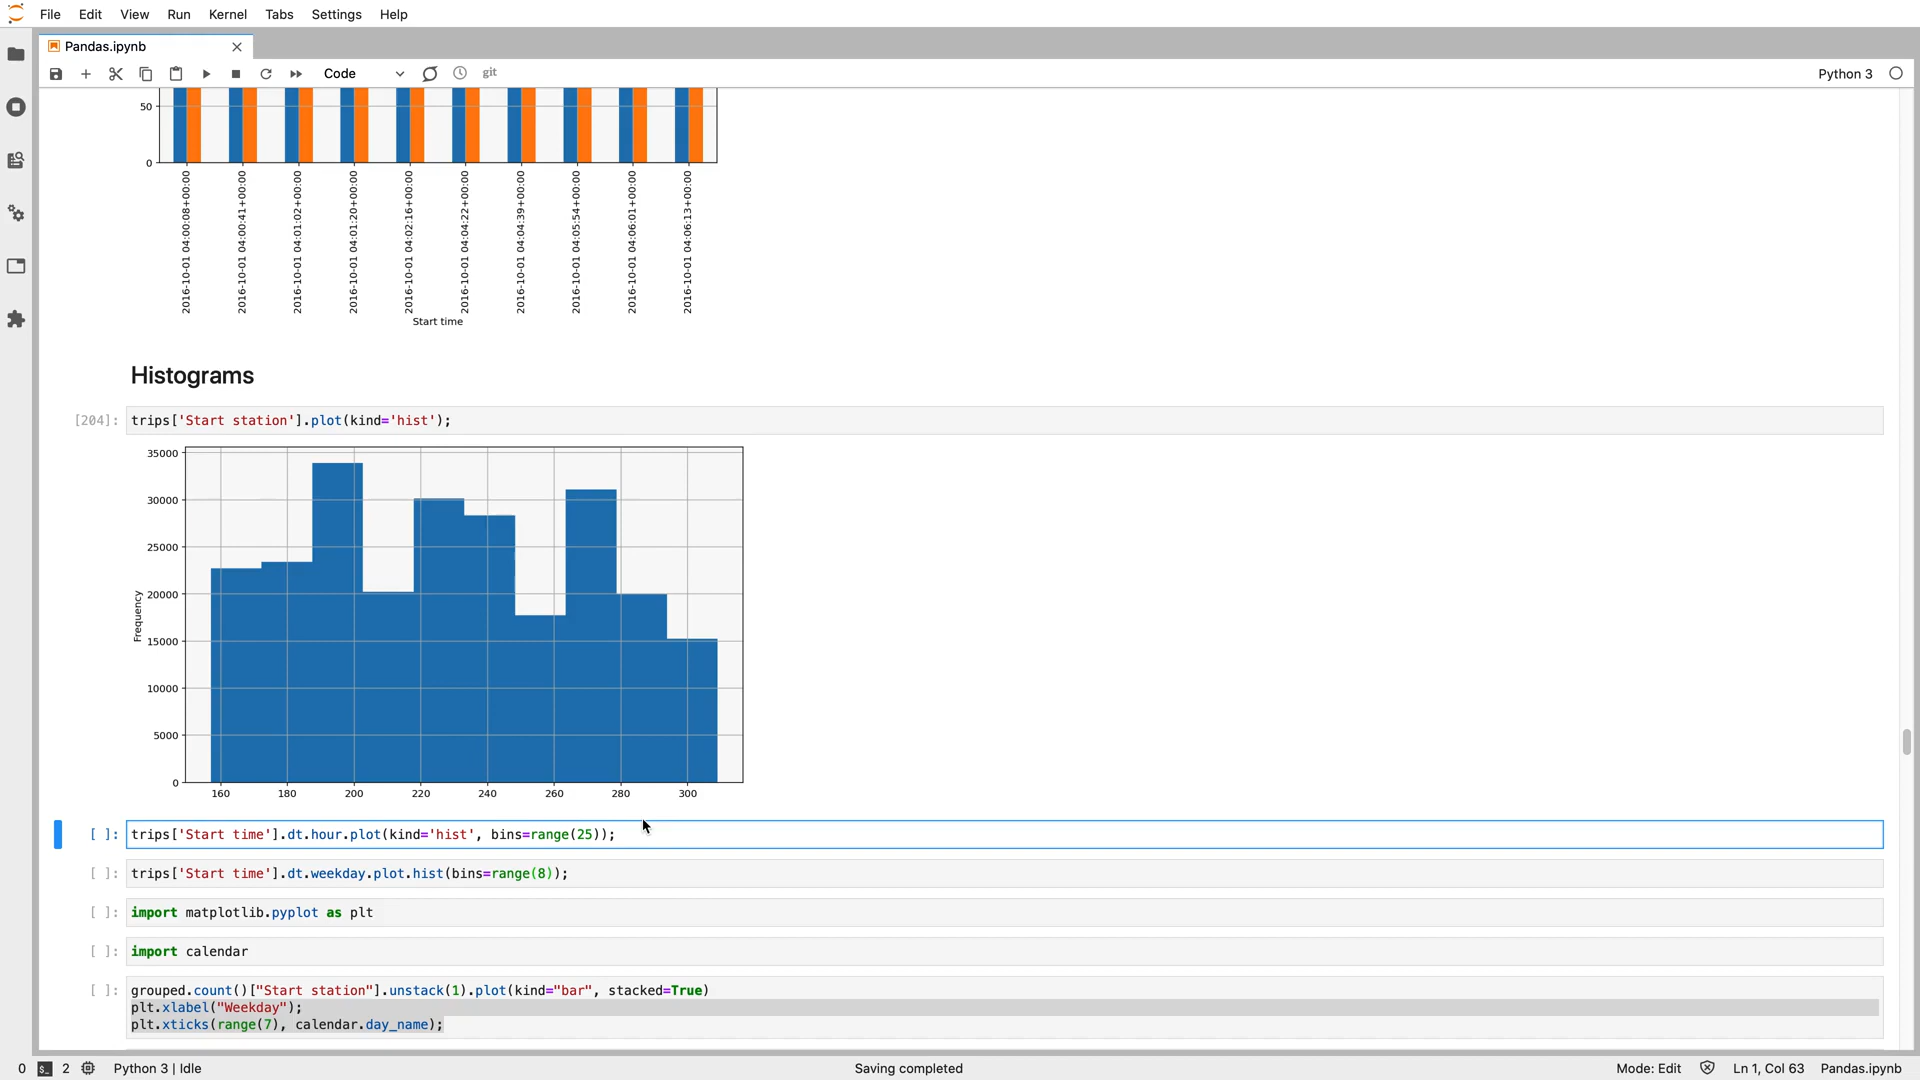 File Edit View Run Kernel Tabs Settings Help
Pandas.ipynb
Code git Python 3
50
0
2016-10-01 04:00:08+00:00
2016-10-01 04:00:41+00:00
2016-10-01 04:01:02+00:00
2016-10-01 04:01:20+00:00
2016-10-01 04:02:16+00:00
2016-10-01 04:04:22+00:00
2016-10-01 04:04:39+00:00
2016-10-01 04:05:54+00:00
2016-10-01 04:06:01+00:00
2016-10-01 04:06:13+00:00
Start time
Histograms
[204]: trips['Start station'].plot(kind='hist');
35000
30000
25000
20000
15000
10000
5000
0
Frequency
160 180 200 220 240 260 280 300
[ ]: trips['Start time'].dt.hour.plot(kind='hist', bins=range(25));
[ ]: trips['Start time'].dt.weekday.plot.hist(bins=range(8));
[ ]: import matplotlib.pyplot as plt
[ ]: import calendar
[ ]: grouped.count()["Start station"].unstack(1).plot(kind="bar", stacked=True)
plt.xlabel("Weekday");
plt.xticks(range(7), calendar.day_name);
0 2 Python 3 | Idle Saving completed Mode: Edit Ln 1, Col 63 Pandas.ipynb